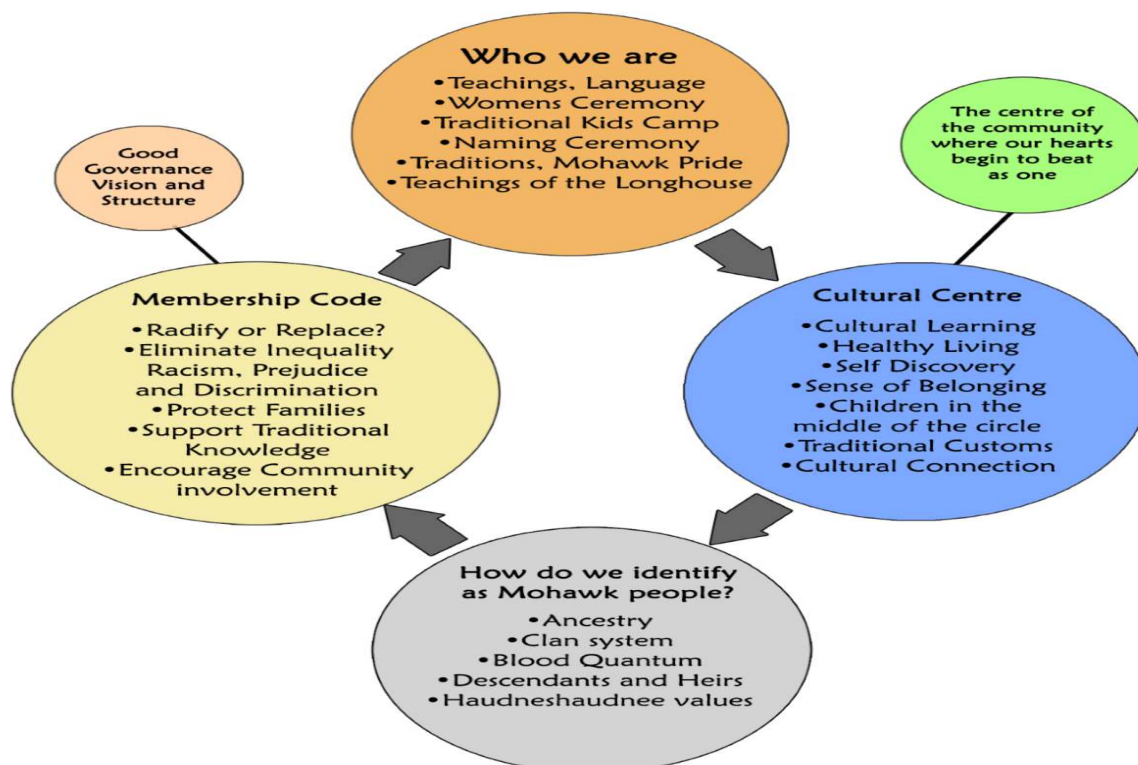 Who we are
•Teachings, Language
•Womens Ceremony
•Traditional Kids Camp
•Naming Ceremony
•Traditions, Mohawk Pride
•Teachings of the Longhouse
Good
Governance
Vision and
Structure
The centre of
the community
where our hearts
begin to beat
as one
Membership Code
•Radify or Replace?
•Eliminate Inequality
Racism, Prejudice
and Discrimination
•Protect Families
•Support Traditional
Knowledge
•Encourage Community
involvement
Cultural Centre
•Cultural Learning
•Healthy Living
•Self Discovery
•Sense of Belonging
•Children in the
middle of the circle
•Traditional Customs
•Cultural Connection
How do we identify
as Mohawk people?
•Ancestry
•Clan system
•Blood Quantum
•Descendants and Heirs
•Haudneshaudnee values